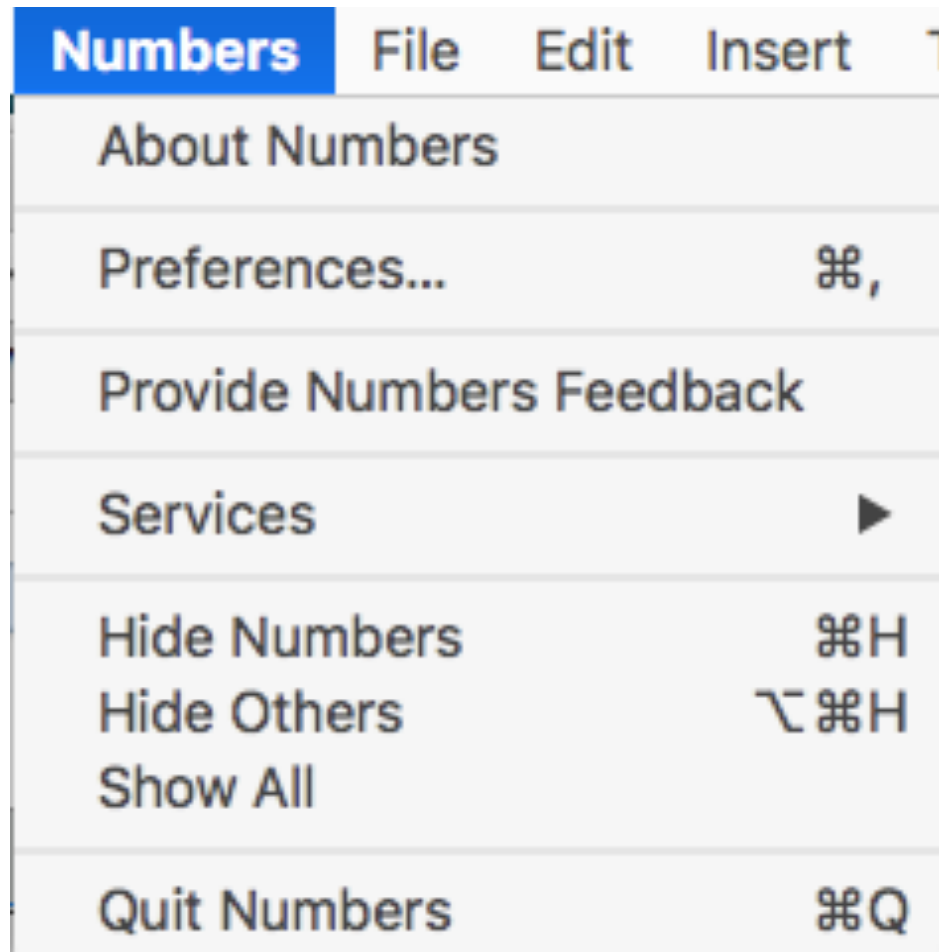 Numbers File Edit Insert
About Numbers
Preferences... ⌘,
Provide Numbers Feedback
Services ▶
Hide Numbers ⌘H
Hide Others ⌥⌘H
Show All
Quit Numbers ⌘Q